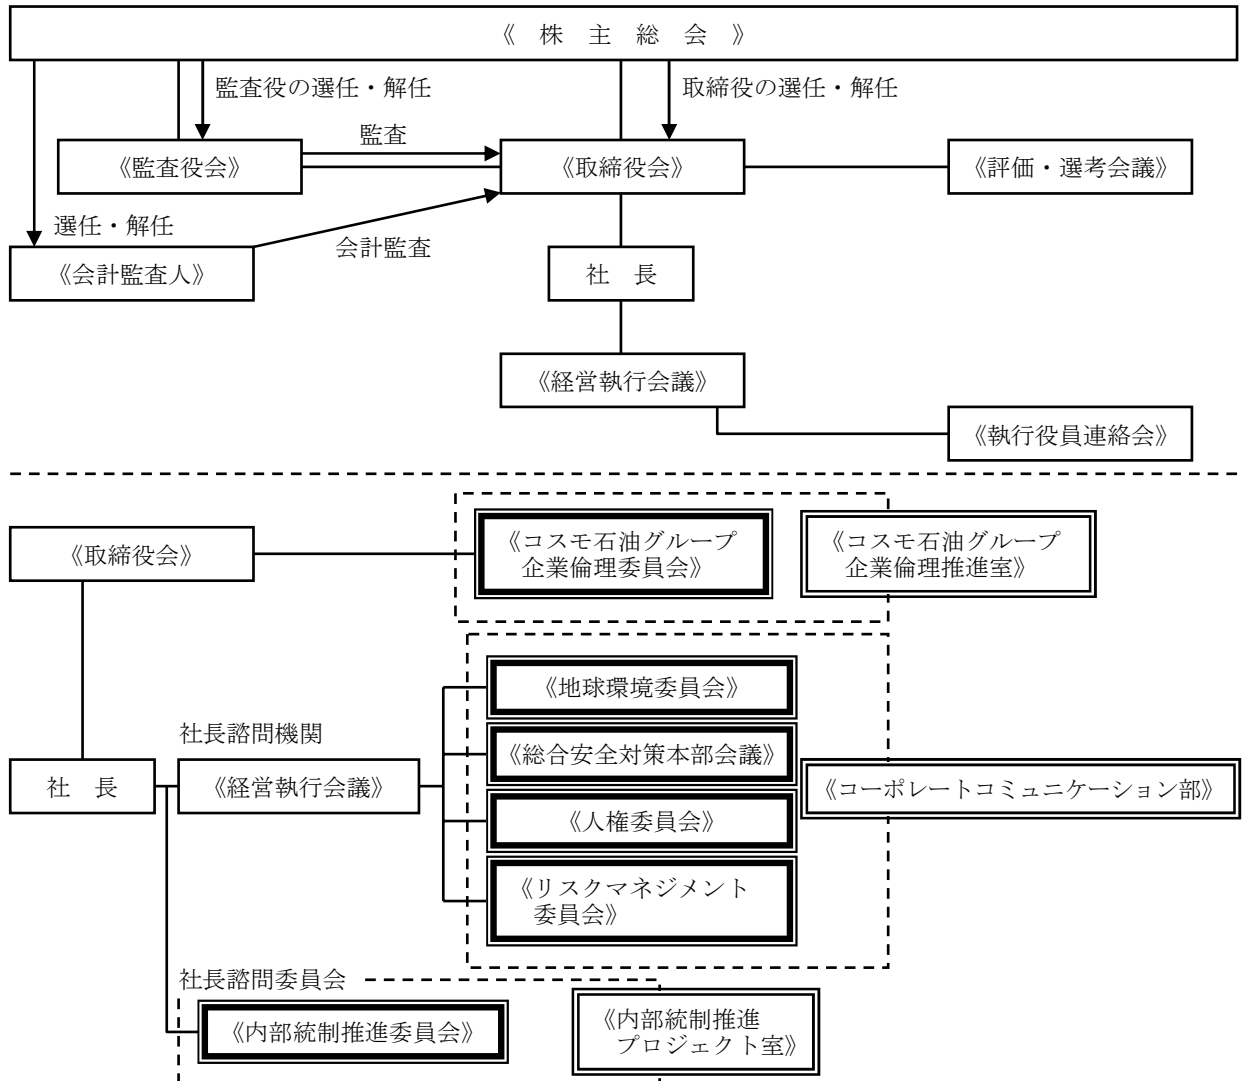 《　株　主　総　会　》
監査役の選任・解任
取締役の選任・解任
監査
《監査役会》
《取締役会》
《評価・選考会議》
選任・解任
会計監査
《会計監査人》
社　長
《経営執行会議》
《執行役員連絡会》
《取締役会》
《コスモ石油グループ
企業倫理委員会》
《コスモ石油グループ
企業倫理推進室》
《地球環境委員会》
社長諮問機関
《総合安全対策本部会議》
社　長
《経営執行会議》
《コーポレートコミュニケーション部》
《人権委員会》
《リスクマネジメント
委員会》
社長諮問委員会
《内部統制推進委員会》
《内部統制推進
プロジェクト室》